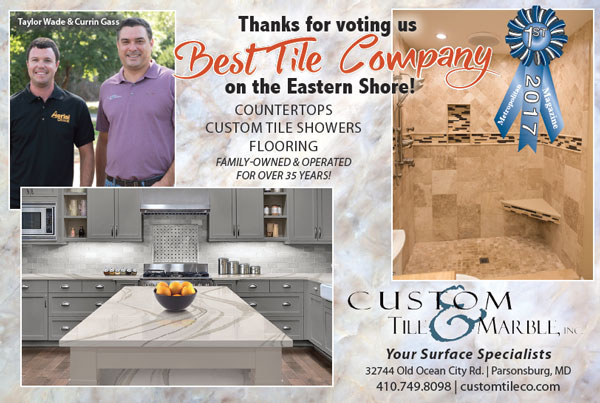 Taylor Wade & Currin Gass
Thanks for voting us
Best Tile Company
on the Eastern Shore!
COUNTERTOPS
CUSTOM TILE SHOWERS
FLOORING
FAMILY-OWNED & OPERATED
FOR OVER 35 YEARS!
1ST
2017
Metropolitan
Magazine
CUSTOM
TILE & MARBLE, INC.
Your Surface Specialists
32744 Old Ocean City Rd. | Parsonsburg, MD
410.749.8098 | customtileco.com